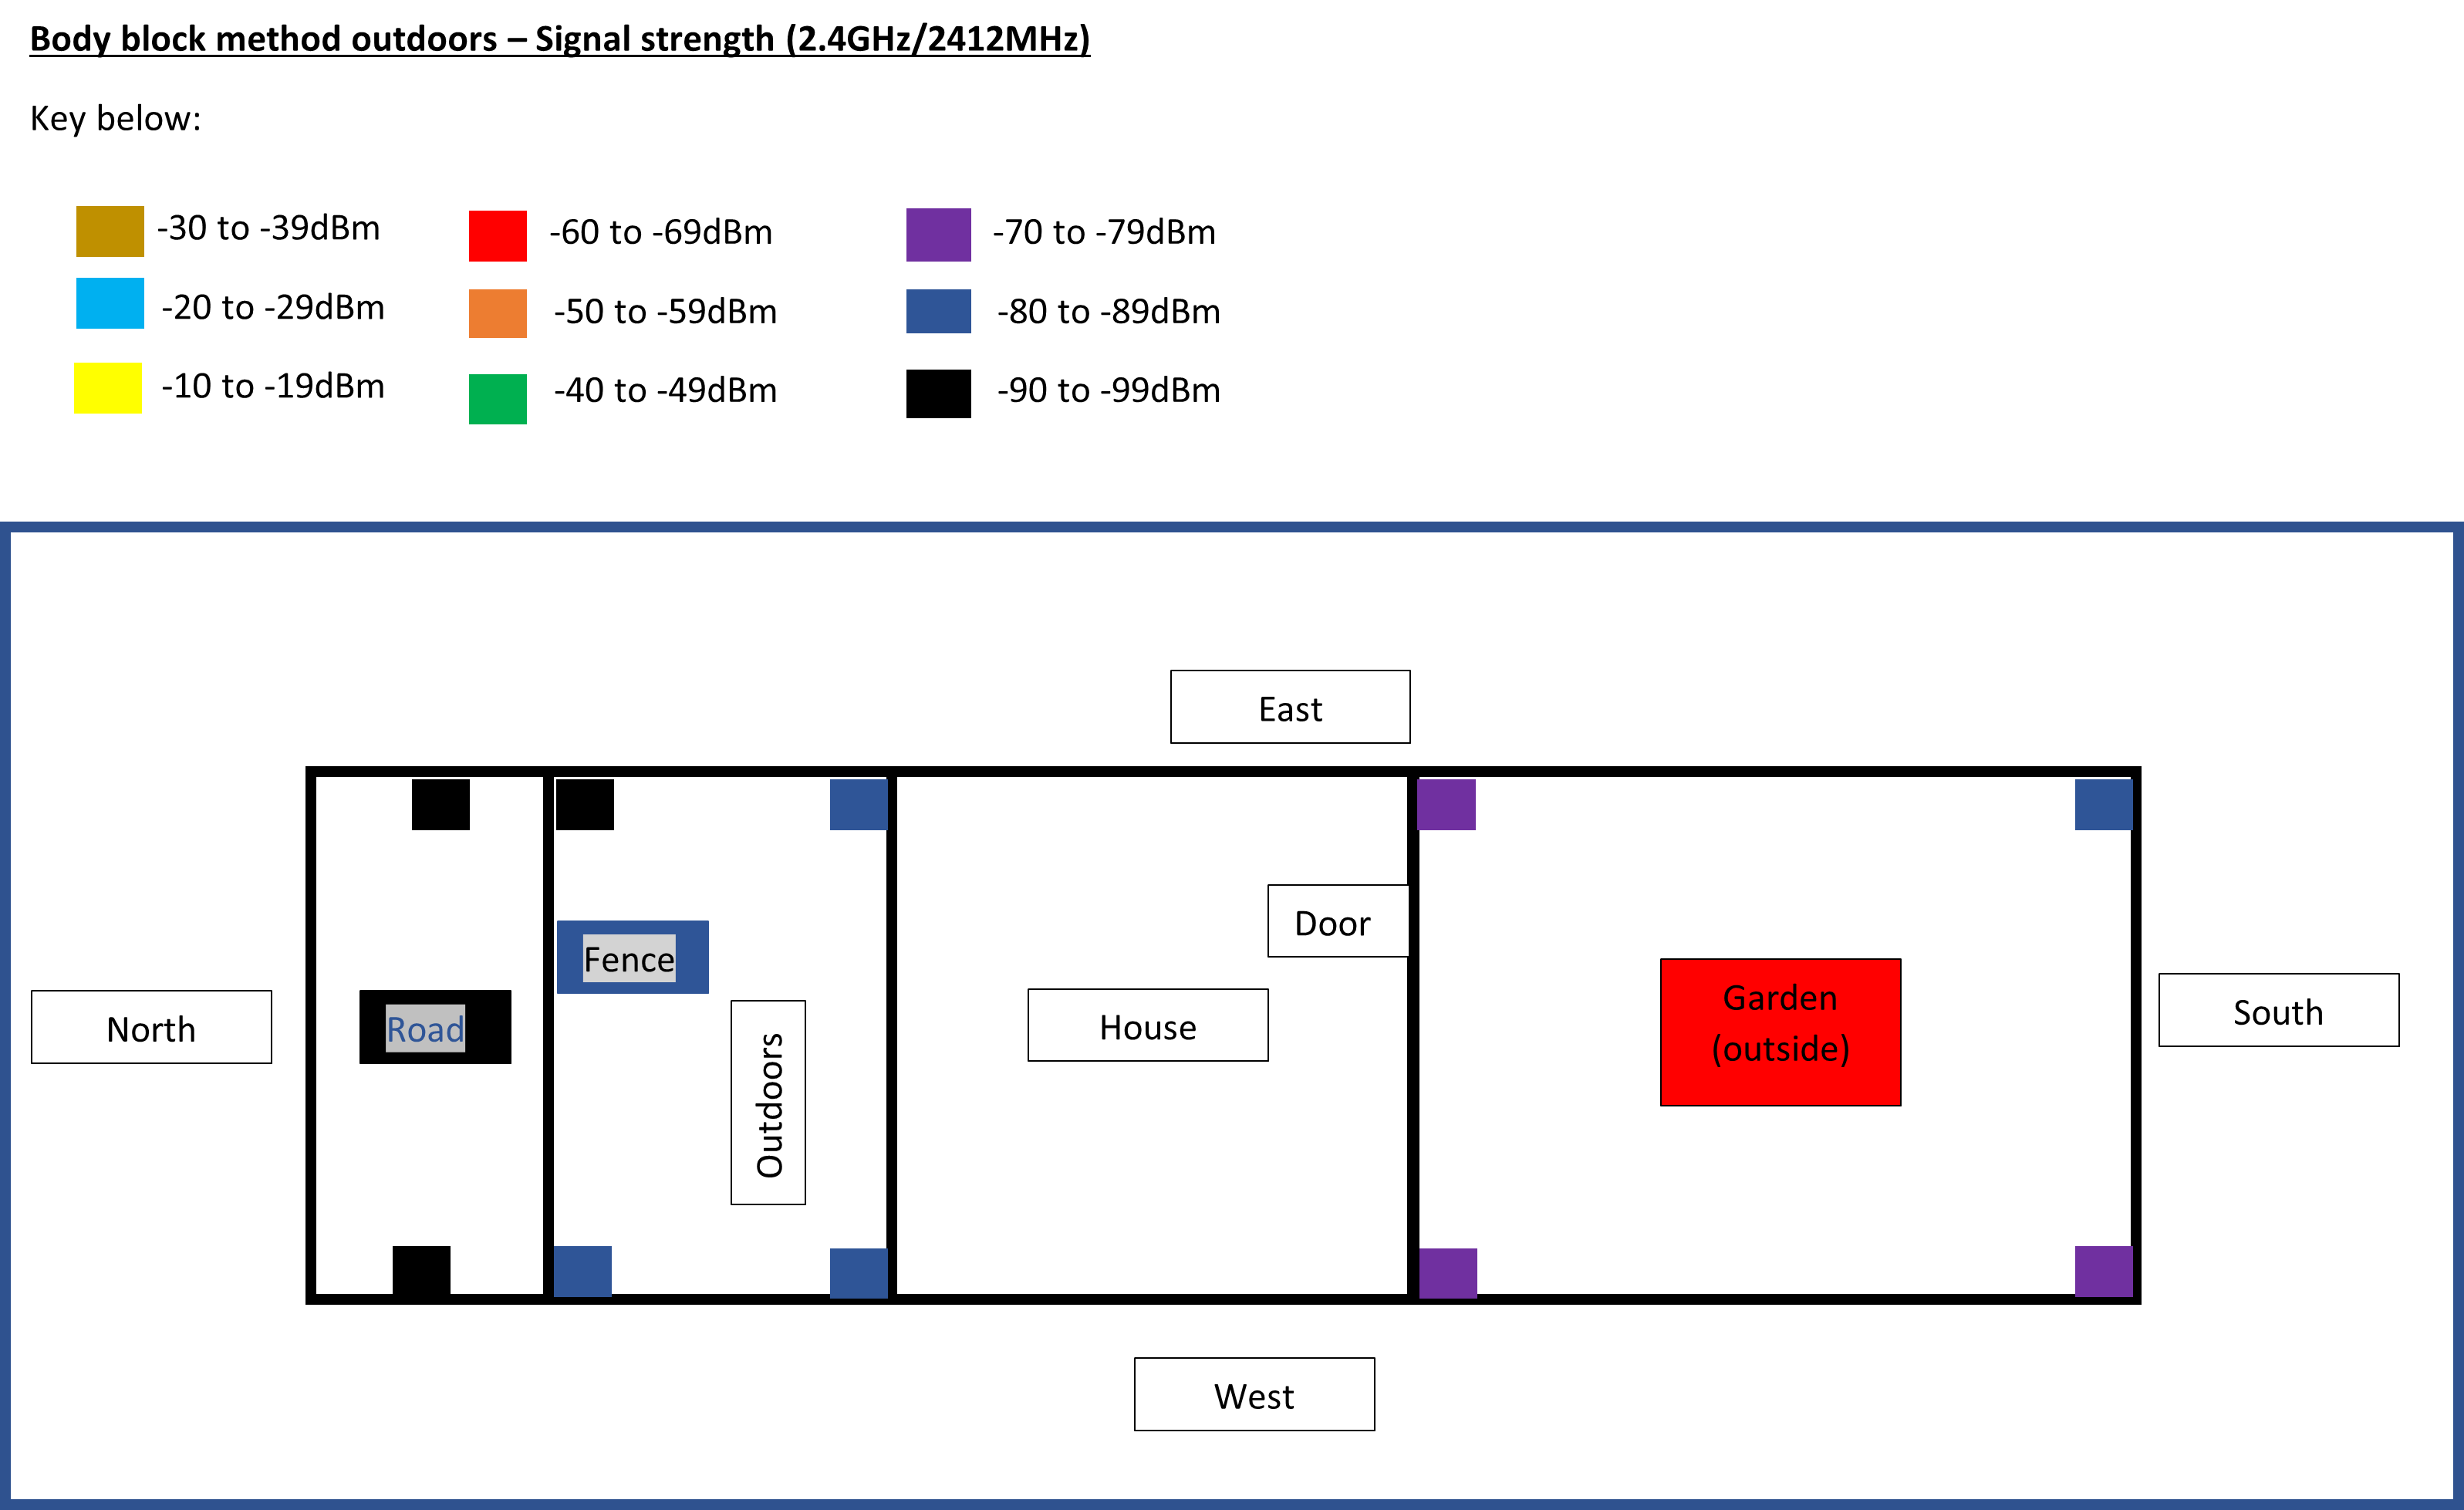 Body block method outdoors – Signal strength (2.4GHz/2412MHz)
Key below:
-30 to -39dBm
-60 to -69dBm
-70 to -79dBm
-20 to -29dBm
-50 to -59dBm
-80 to -89dBm
-10 to -19dBm
-40 to -49dBm
-90 to -99dBm
East
Door
Fence
North
Road
Outdoors
House
Garden
(outside)
South
West